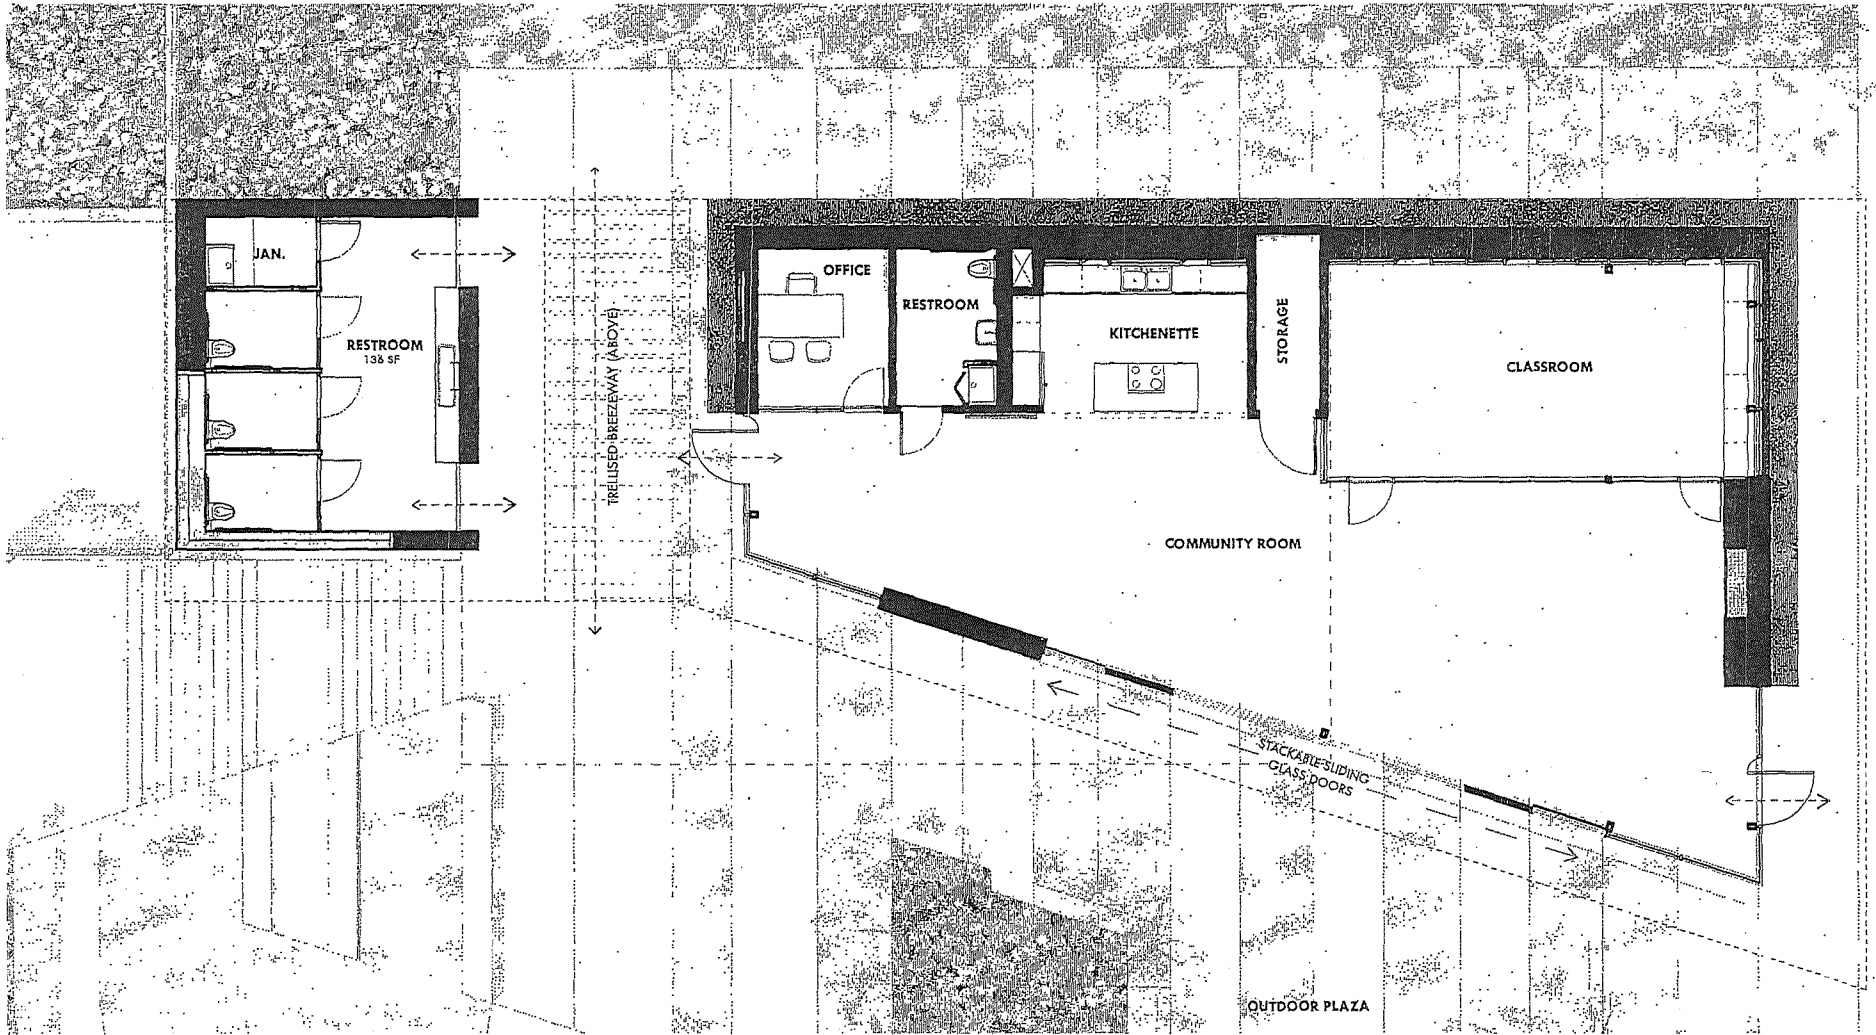 JAN.
OFFICE
RESTROOM
STORAGE
KITCHENETTE
RESTROOM
138 SF
TRELLISED BREEZEWAY (ABOVE)
CLASSROOM
COMMUNITY ROOM
STACKABLE SLIDING
GLASS DOORS
OUTDOOR PLAZA